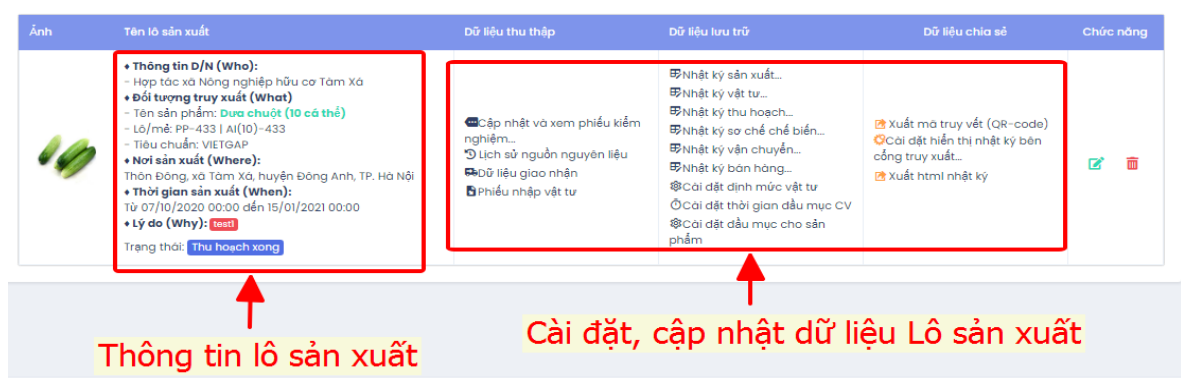 Ảnh
Tên lô sản xuất
Dữ liệu thu thập
Dữ liệu lưu trữ
Dữ liệu chia sẻ
Chức năng
♦ Thông tin D/N (Who):
- Hợp tác xã Nông nghiệp hữu cơ Tàm Xá
♦ Đối tượng truy xuất (What)
- Tên sản phẩm: Dưa chuột (10 cá thể)
- Lô/mẻ: PP-433 | AI(10)-433
- Tiêu chuẩn: VIETGAP
♦ Nơi sản xuất (Where):
Thôn Đông, xã Tàm Xá, huyện Đông Anh, TP. Hà Nội
♦ Thời gian sản xuất (When):
Từ 07/10/2020 00:00 đến 15/01/2021 00:00
♦ Lý do (Why): test1
Trạng thái: Thu hoạch xong
Cập nhật và xem phiếu kiểm
nghiệm...
Lịch sử nguồn nguyên liệu
Dữ liệu giao nhận
Phiếu nhập vật tư
Nhật ký sản xuất...
Nhật ký vật tư...
Nhật ký thu hoạch...
Nhật ký sơ chế chế biến...
Nhật ký vận chuyển...
Nhật ký bán hàng...
Cài đặt định mức vật tư
Cài đặt thời gian đầu mục CV
Cài đặt đầu mục cho sản
phẩm
Xuất mã truy vết (QR-code)
Cài đặt hiển thị nhật ký bên
cổng truy xuất...
Xuất html nhật ký
Thông tin lô sản xuất
Cài đặt, cập nhật dữ liệu Lô sản xuất